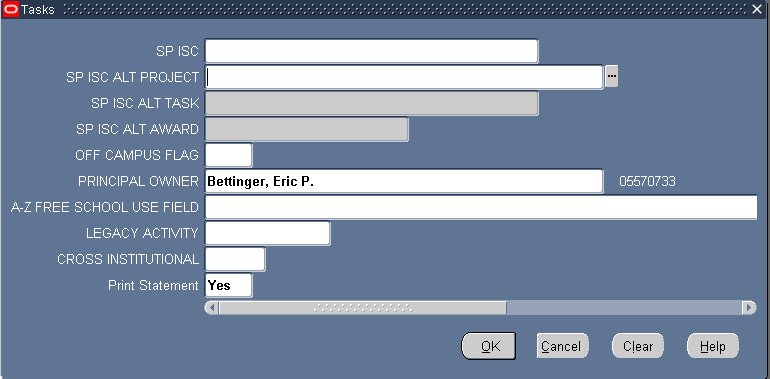 Tasks
SP ISC
SP ISC ALT PROJECT ...
SP ISC ALT TASK
SP ISC ALT AWARD
OFF CAMPUS FLAG
PRINCIPAL OWNER Bettinger, Eric P. 05570733
A-Z FREE SCHOOL USE FIELD
LEGACY ACTIVITY
CROSS INSTITUTIONAL
Print Statement Yes
OK Cancel Clear Help